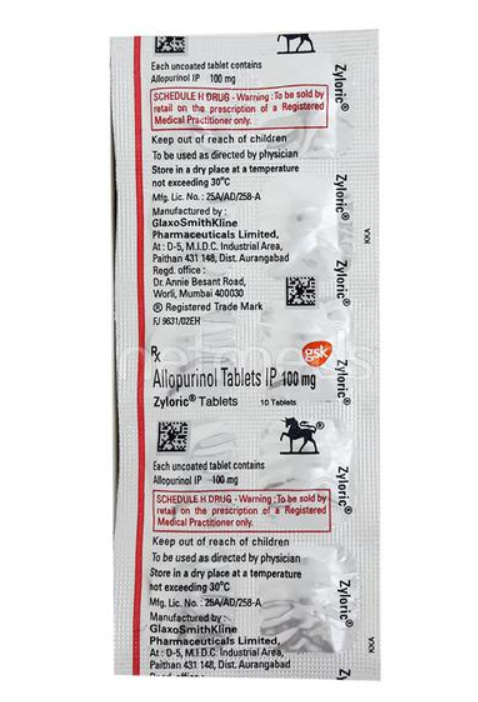 Each uncoated tablet contains
Allopurinol IP 100 mg
SCHEDULE H DRUG - Warning : To be sold by
retail on the prescription of a Registered
Medical Practitioner only.
Keep out of reach of children
To be used as directed by physician
Store in a dry place at a temperature
not exceeding 30°C
Mfg. Lic. No. : 25A/AD/258-A
Manufactured by :
GlaxoSmithKline
Pharmaceuticals Limited,
At : D-5, M.I.D.C. Industrial Area,
Paithan 431 148, Dist. Aurangabad
Regd. office :
Dr. Annie Besant Road,
Worli, Mumbai 400030
® Registered Trade Mark
FJ 9631/02EH
netmeds
Rx
gsk
Allopurinol Tablets IP 100 mg
Zyloric® Tablets 10 Tablets
®
Each uncoated tablet contains
Allopurinol IP 100 mg
SCHEDULE H DRUG - Warning : To be sold by
retail on the prescription of a Registered
Medical Practitioner only.
Keep out of reach of children
To be used as directed by physician
Store in a dry place at a temperature
not exceeding 30°C
Mfg. Lic. No. : 25A/AD/258-A
Manufactured by :
GlaxoSmithKline
Pharmaceuticals Limited,
At : D-5, M.I.D.C. Industrial Area,
Paithan 431 148, Dist. Aurangabad
Zyloric®
Zyloric®
Zyloric®
Zyloric®
Zyloric®
Zyloric®
Zy
KKA
KKA